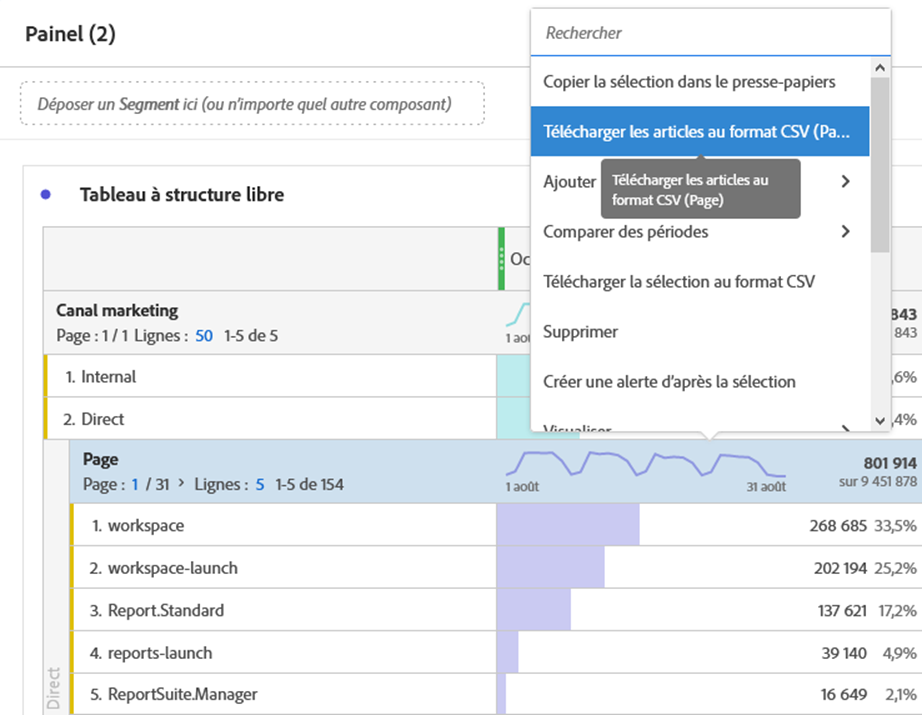 Painel (2)
Rechercher
Copier la sélection dans le presse-papiers
Déposer un Segment ici (ou n'importe quel autre composant)
Télécharger les articles au format CSV (Pa...
Ajouter
Télécharger les articles au
format CSV (Page)
Comparer des périodes
Télécharger la sélection au format CSV
Supprimer
Créer une alerte d'après la sélection
Visualiser
Tableau à structure libre
Oc
Canal marketing
Page : 1 / 1 Lignes : 50 1-5 de 5
1 aoû
843
843
1. Internal
,6%
2. Direct
,4%
Page
801 914
Page : 1 / 31 > Lignes : 5 1-5 de 154
1 août
31 août
sur 9 451 878
1. workspace
268 685 33,5%
2. workspace-launch
202 194 25,2%
3. Report.Standard
137 621 17,2%
4. reports-launch
39 140 4,9%
5. ReportSuite.Manager
16 649 2,1%
Direct